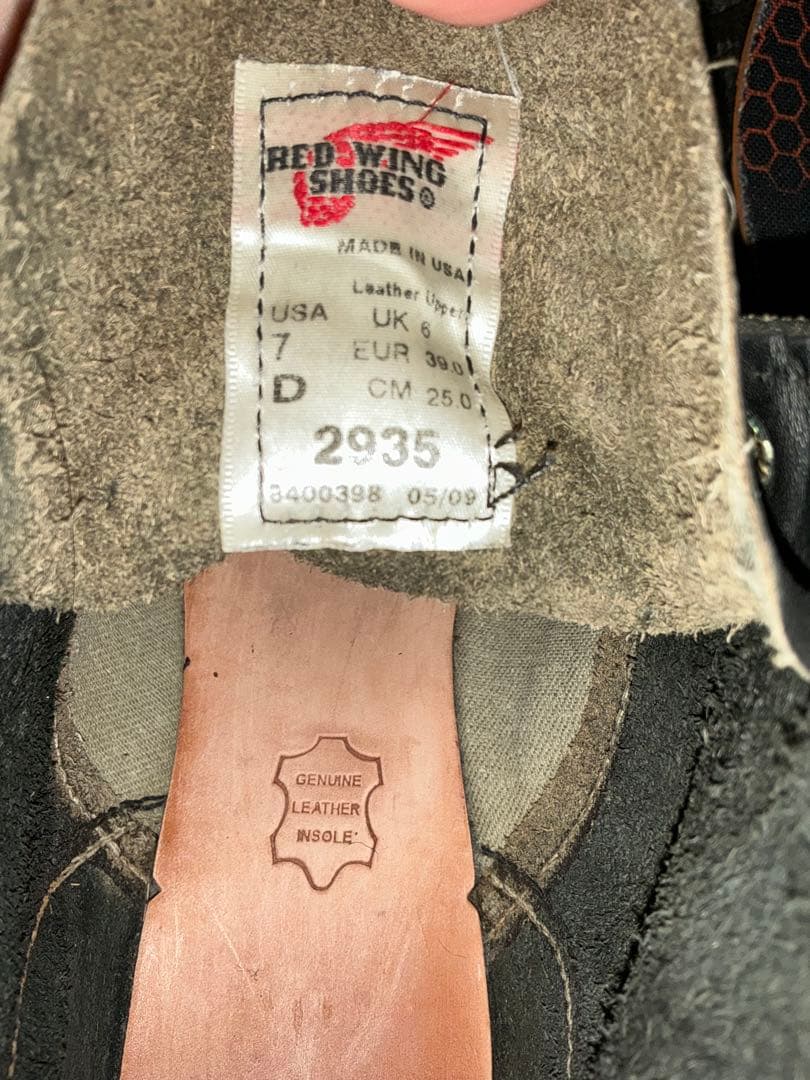 RED WING
SHOES®
MADE IN USA
Leather Upper
USA UK 6
7 EUR 39.0
D CM 25.0
2935
3400398 05/09
GENUINE
LEATHER
INSOLE